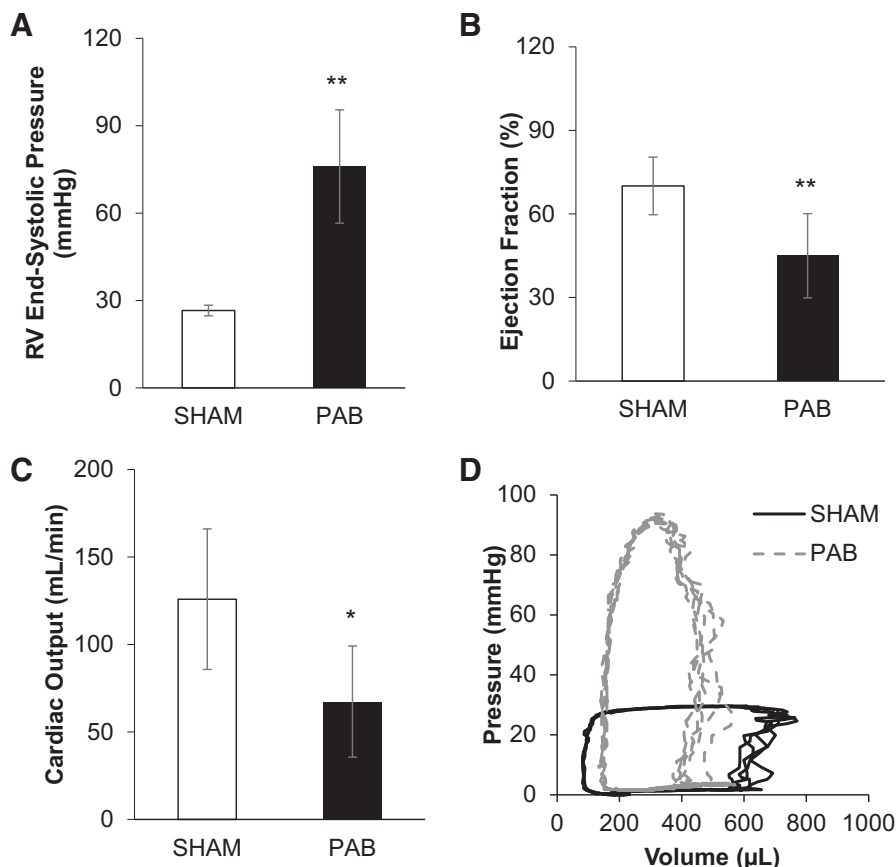 A
RV End-Systolic Pressure
(mmHg)
120
90
60
30
0
**
SHAM
PAB
B
Ejection Fraction (%)
120
90
60
30
0
**
SHAM
PAB
C
Cardiac Output (mL/min)
200
150
100
50
0
*
SHAM
PAB
D
Pressure (mmHg)
100
80
60
40
20
0
SHAM
PAB
0 200 400 600 800 1000
Volume (µL)